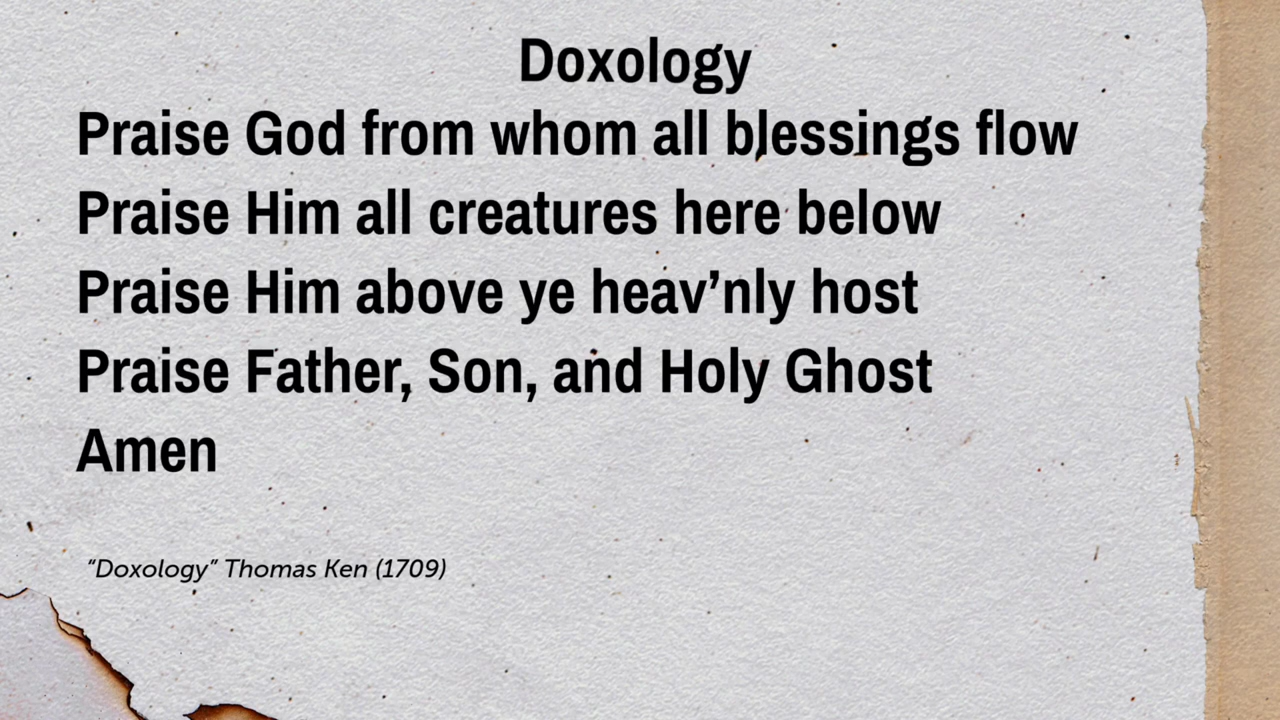 Doxology
Praise God from whom all blessings flow
Praise Him all creatures here below
Praise Him above ye heav’nly host
Praise Father, Son, and Holy Ghost
Amen
“Doxology” Thomas Ken (1709)